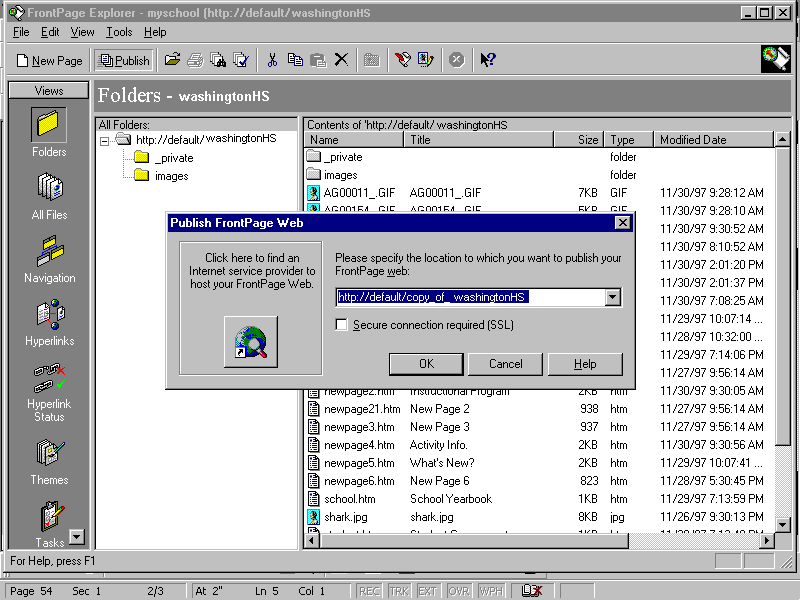 FrontPage Explorer - myschool (http://default/washingtonHS
File Edit View Tools Help
New Page Publish
Views
Folders - washingtonHS
All Folders:
http://default/washingtonHS
_private
images
Folders
All Files
Navigation
Hyperlinks
Hyperlink
Status
Themes
Tasks
Contents of 'http://default/ washingtonHS
Name Title Size Type Modified Date
_private folder
images folder
AG00011_.GIF AG00011_.GIF 7KB GIF 11/30/97 9:28:12 AM
AG00154_.GIF AG00154_.GIF 5KB GIF 11/30/97 9:28:10 AM
11/30/97 9:30:52 AM
11/30/97 8:10:52 AM
11/30/97 2:01:20 PM
11/30/97 2:01:37 PM
11/30/97 7:08:25 AM
11/29/97 10:07:14 ...
11/28/97 10:32:00 ...
11/29/97 7:14:06 PM
11/27/97 9:56:14 AM
newpage2.htm Instructional Program 2KB htm 11/30/97 9:30:05 AM
newpage21.htm New Page 2 938 htm 11/27/97 9:56:14 AM
newpage3.htm New Page 3 937 htm 11/27/97 9:56:14 AM
newpage4.htm Activity Info. 2KB htm 11/30/97 9:30:56 AM
newpage5.htm What's New? 2KB htm 11/29/97 10:07:41 ...
newpage6.htm New Page 6 823 htm 11/28/97 5:30:45 PM
school.htm School Yearbook 1KB htm 11/29/97 7:13:59 PM
shark.jpg shark.jpg 8KB jpg 11/26/97 9:30:13 PM
Publish FrontPage Web
Click here to find an
Internet service provider to
host your FrontPage Web.
Please specify the location to which you want to publish your
FrontPage web:
http://default/copy_of_ washingtonHS
Secure connection required (SSL)
OK Cancel Help
For Help, press F1
Page 54 Sec 1 2/3 At 2" Ln 5 Col 1 REC TRK EXT OVR WPH